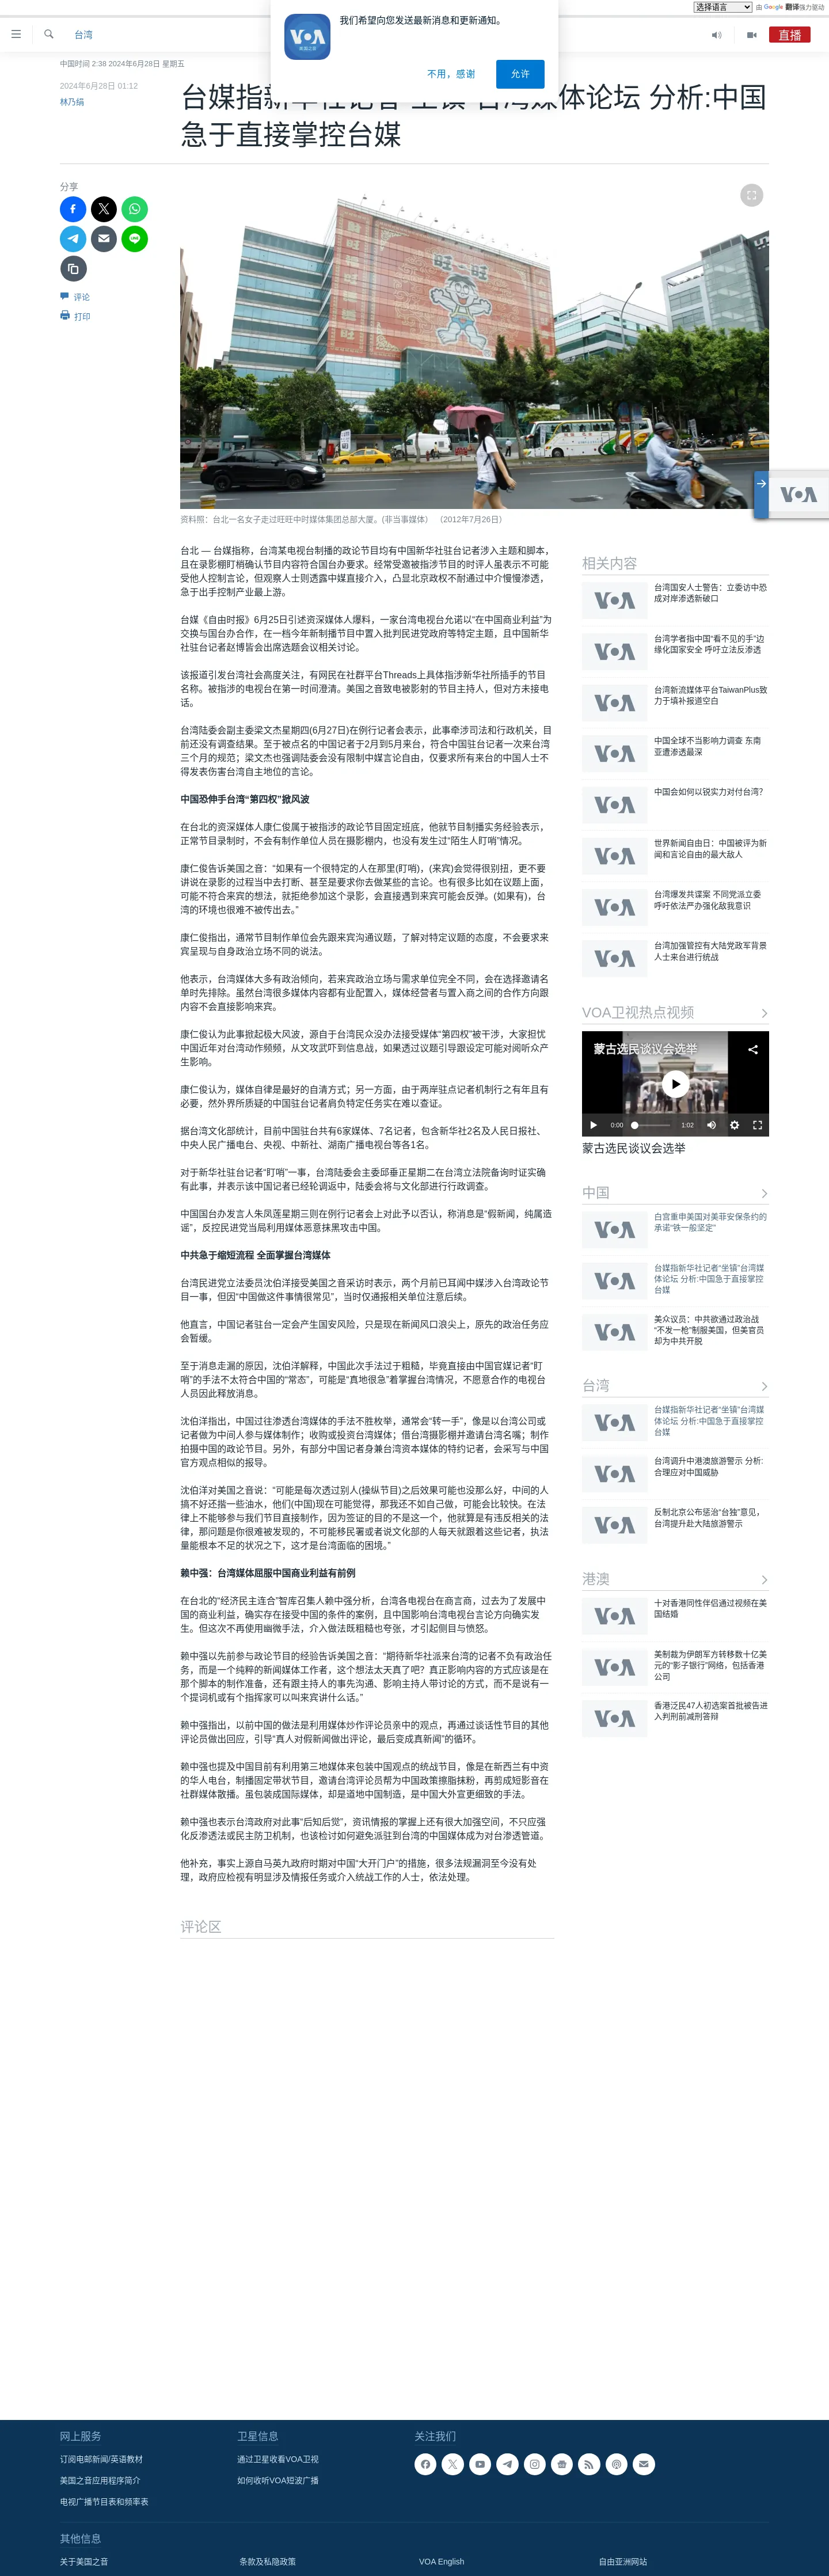 选择语言
由 Google 翻译强力驱动
台湾
直播
VOA
美国之音
我们希望向您发送最新消息和更新通知。
不用，感谢
允许
中国时间 2:38 2024年6月28日 星期五
2024年6月28日 01:12
林乃绢
媒体论坛 分析:中国
急于直接掌控台媒
分享
评论
打印
旺旺
旺旺
资料照：台北一名女子走过旺旺中时媒体集团总部大厦。(非当事媒体） （2012年7月26日）
VOA
台北 — 台媒指称，台湾某电视台制播的政论节目均有中国新华社驻台记者涉入主题和脚本，
且在录影棚盯梢确认节目内容符合国台办要求。经常受邀被指涉节目的时评人虽表示不可能
受他人控制言论，但观察人士则透露中媒直接介入，凸显北京政权不耐通过中介慢慢渗透，
急于出手控制产业最上游。
台媒《自由时报》6月25日引述资深媒体人爆料，一家台湾电视台允诺以“在中国商业利益”为
交换与国台办合作，在一档今年新制播节目中置入批判民进党政府等特定主题，且中国新华
社驻台记者赵博皆会出席选题会议相关讨论。
该报道引发台湾社会高度关注，有网民在社群平台Threads上具体指涉新华社所插手的节目
名称。被指涉的电视台在第一时间澄清。美国之音致电被影射的节目主持人，但对方未接电
话。
台湾陆委会副主委梁文杰星期四(6月27日)在例行记者会表示，此事牵涉司法和行政机关，目
前还没有调查结果。至于被点名的中国记者于2月到5月来台，符合中国驻台记者一次来台湾
三个月的规范；梁文杰也强调陆委会没有限制中媒言论自由，仅要求所有来台的中国人士不
得发表伤害台湾自主地位的言论。
中国恐伸手台湾“第四权”掀风波
在台北的资深媒体人康仁俊属于被指涉的政论节目固定班底，他就节目制播实务经验表示，
正常节目录制时，不会有制作单位人员在摄影棚内，也没有发生过“陌生人盯哨”情况。
康仁俊告诉美国之音：“如果有一个很特定的人在那里(盯哨)，(来宾)会觉得很别扭，更不要
讲说在录影的过程当中去打断、甚至是要求你去做某些的言论。也有很多比如在议题上面，
可能不符合来宾的想法，就拒绝参加这个录影，会直接遇到来宾可能会反弹。(如果有)，台
湾的环境也很难不被传出去。”
康仁俊指出，通常节目制作单位会先跟来宾沟通议题，了解对特定议题的态度，不会要求来
宾呈现与自身政治立场不同的说法。
他表示，台湾媒体大多有政治倾向，若来宾政治立场与需求单位完全不同，会在选择邀请名
单时先排除。虽然台湾很多媒体内容都有业配置入，媒体经营者与置入商之间的合作方向跟
内容不会直接影响来宾。
康仁俊认为此事掀起极大风波，源自于台湾民众没办法接受媒体“第四权”被干涉，大家担忧
中国近年对台湾动作频频，从文攻武吓到信息战，如果透过议题引导跟设定可能对阅听众产
生影响。
康仁俊认为，媒体自律是最好的自清方式；另一方面，由于两岸驻点记者机制行之有年且有
必要，然外界所质疑的中国驻台记者肩负特定任务实在难以查证。
据台湾文化部统计，目前中国驻台共有6家媒体、7名记者，包含新华社2名及人民日报社、
中央人民广播电台、央视、中新社、湖南广播电视台等各1名。
对于新华社驻台记者“盯哨”一事，台湾陆委会主委邱垂正星期二在台湾立法院备询时证实确
有此事，并表示该中国记者已经轮调返中，陆委会将与文化部进行行政调查。
中国国台办发言人朱凤莲星期三则在例行记者会上对此予以否认，称消息是“假新闻，纯属造
谣”，反控民进党当局利用媒体恶意抹黑攻击中国。
中共急于缩短流程 全面掌握台湾媒体
台湾民进党立法委员沈伯洋接受美国之音采访时表示，两个月前已耳闻中媒涉入台湾政论节
目一事，但因“中国做这件事情很常见”，当时仅通报相关单位注意后续。
他直言，中国记者驻台一定会产生国安风险，只是现在新闻风口浪尖上，原先的政治任务应
会暂缓。
至于消息走漏的原因，沈伯洋解释，中国此次手法过于粗糙，毕竟直接由中国官媒记者“盯
哨”的手法不太符合中国的“常态”，可能是“真地很急”着掌握台湾情况，不愿意合作的电视台
人员因此释放消息。
沈伯洋指出，中国过往渗透台湾媒体的手法不胜枚举，通常会“转一手”，像是以台湾公司或
记者做为中间人参与媒体制作；收购或投资台湾媒体；借台湾摄影棚并邀请台湾名嘴；制作
拍摄中国的政论节目。另外，有部分中国记者身兼台湾资本媒体的特约记者，会采写与中国
官方观点相似的报导。
沈伯洋对美国之音说：“可能是每次透过别人(操纵节目)之后效果可能也没那么好，中间的人
搞不好还揩一些油水，他们(中国)现在可能觉得，那我还不如自己做，可能会比较快。在法
律上不能够参与我们节目直接制作，因为签证的目的不是这一个，他就算是有违反相关的法
律，那问题是你很难被发现的，不可能移民署或者说文化部的人每天就跟着这些记者，执法
量能根本不足的状况之下，这才是台湾面临的困境。”
赖中强：台湾媒体屈服中国商业利益有前例
在台北的“经济民主连合”智库召集人赖中强分析，台湾各电视台在商言商，过去为了发展中
国的商业利益，确实存在接受中国的条件的案例，且中国影响台湾电视台言论方向确实发
生。但这次不再使用幽微手法，介入做法既粗糙也夸张，才引起侧目与愤怒。
赖中强以先前参与政论节目的经验告诉美国之音：“期待新华社派来台湾的记者不负有政治任
务，而是一个纯粹的新闻媒体工作者，这个想法太天真了吧？真正影响内容的方式应该是在
那个脚本的制作准备，还有跟主持人的事先沟通、影响主持人带讨论的方式，而不是说有一
个提词机或有个指挥家可以叫来宾讲什么话。”
赖中强指出，以前中国的做法是利用媒体炒作评论员亲中的观点，再通过谈话性节目的其他
评论员做出回应，引导“真人对假新闻做出评论，最后变成真新闻”的循环。
赖中强也提及中国目前有利用第三地媒体来包装中国观点的统战节目，像是在新西兰有中资
的华人电台，制播固定带状节目，邀请台湾评论员帮为中国政策擦脂抹粉，再剪成短影音在
社群媒体散播。虽包装成国际媒体，却是道地中国制造，是中国大外宣更细致的手法。
赖中强也表示台湾政府对此事“后知后觉”，资讯情报的掌握上还有很大加强空间，不只应强
化反渗透法或民主防卫机制，也该检讨如何避免派驻到台湾的中国媒体成为对台渗透管道。
他补充，事实上源自马英九政府时期对中国“大开门户”的措施，很多法规漏洞至今没有处
理，政府应检视有明显涉及情报任务或介入统战工作的人士，依法处理。
评论区
相关内容
VOA
台湾国安人士警告：立委访中恐
成对岸渗透新破口
VOA
台湾学者指中国“看不见的手”边
缘化国家安全 呼吁立法反渗透
VOA
台湾新流媒体平台TaiwanPlus致
力于填补报道空白
VOA
中国全球不当影响力调查 东南
亚遭渗透最深
VOA
中国会如何以锐实力对付台湾？
VOA
世界新闻自由日：中国被评为新
闻和言论自由的最大敌人
VOA
台湾爆发共谍案 不同党派立委
呼吁依法严办强化敌我意识
VOA
台湾加强管控有大陆党政军背景
人士来台进行统战
VOA卫视热点视频
蒙古选民谈议会选举
0:00
1:02
蒙古选民谈议会选举
中国
VOA
白宫重申美国对美菲安保条约的
承诺“铁一般坚定”
VOA
台媒指新华社记者“坐镇”台湾媒
体论坛 分析:中国急于直接掌控
台媒
VOA
美众议员：中共欲通过政治战
“不发一枪”制服美国，但美官员
却为中共开脱
台湾
VOA
台媒指新华社记者“坐镇”台湾媒
体论坛 分析:中国急于直接掌控
台媒
VOA
台湾调升中港澳旅游警示 分析:
合理应对中国威胁
VOA
反制北京公布惩治“台独”意见，
台湾提升赴大陆旅游警示
港澳
VOA
十对香港同性伴侣通过视频在美
国结婚
VOA
美制裁为伊朗军方转移数十亿美
元的“影子银行”网络，包括香港
公司
VOA
香港泛民47人初选案首批被告进
入判刑前减刑答辩
网上服务
订阅电邮新闻/英语教材
美国之音应用程序简介
电视广播节目表和频率表
卫星信息
通过卫星收看VOA卫视
如何收听VOA短波广播
关注我们
其他信息
关于美国之音
条款及私隐政策
VOA English
自由亚洲网站